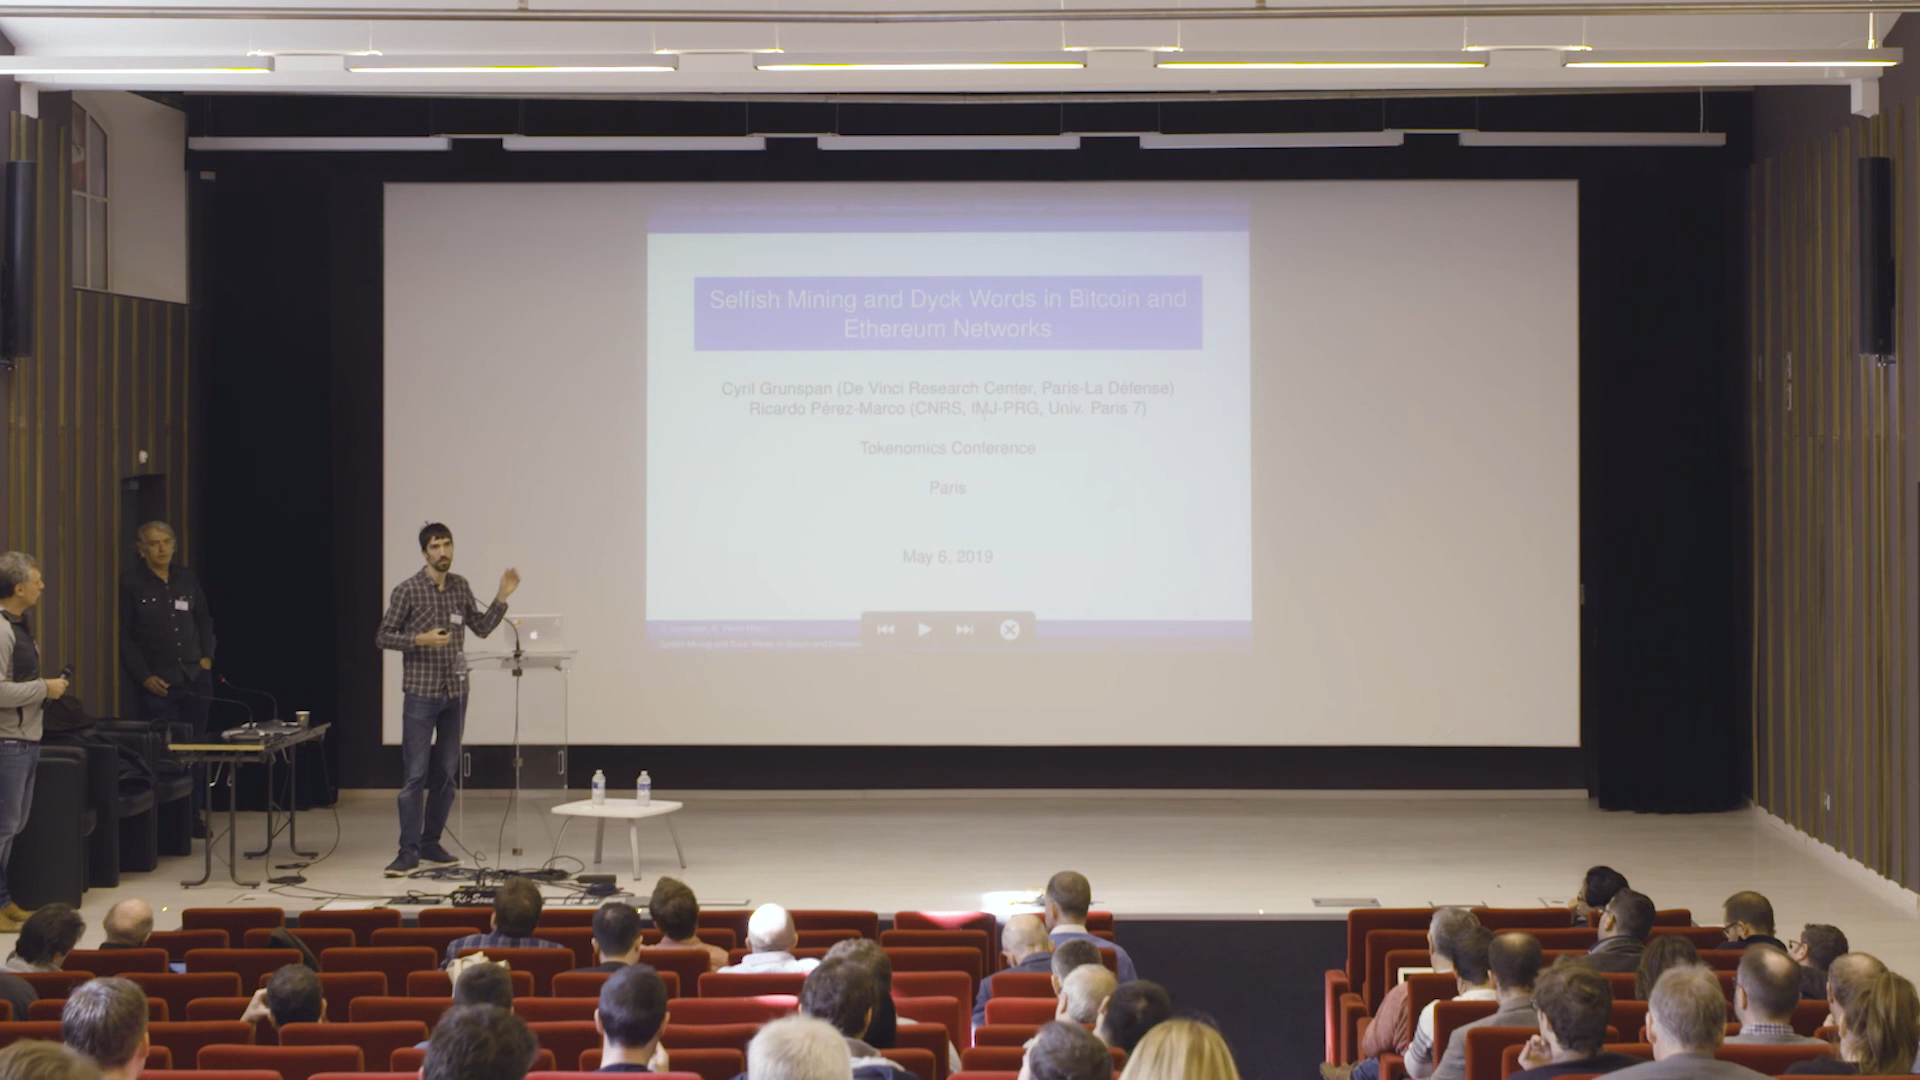 Selfish Mining and Dyck Words in Bitcoin and
Ethereum Networks
Cyril Grunspan (De Vinci Research Center, Paris-La Défense)
Ricardo Pérez-Marco (CNRS, IMJ-PRG, Univ. Paris 7)
Tokenomics Conference
Paris
May 6, 2019